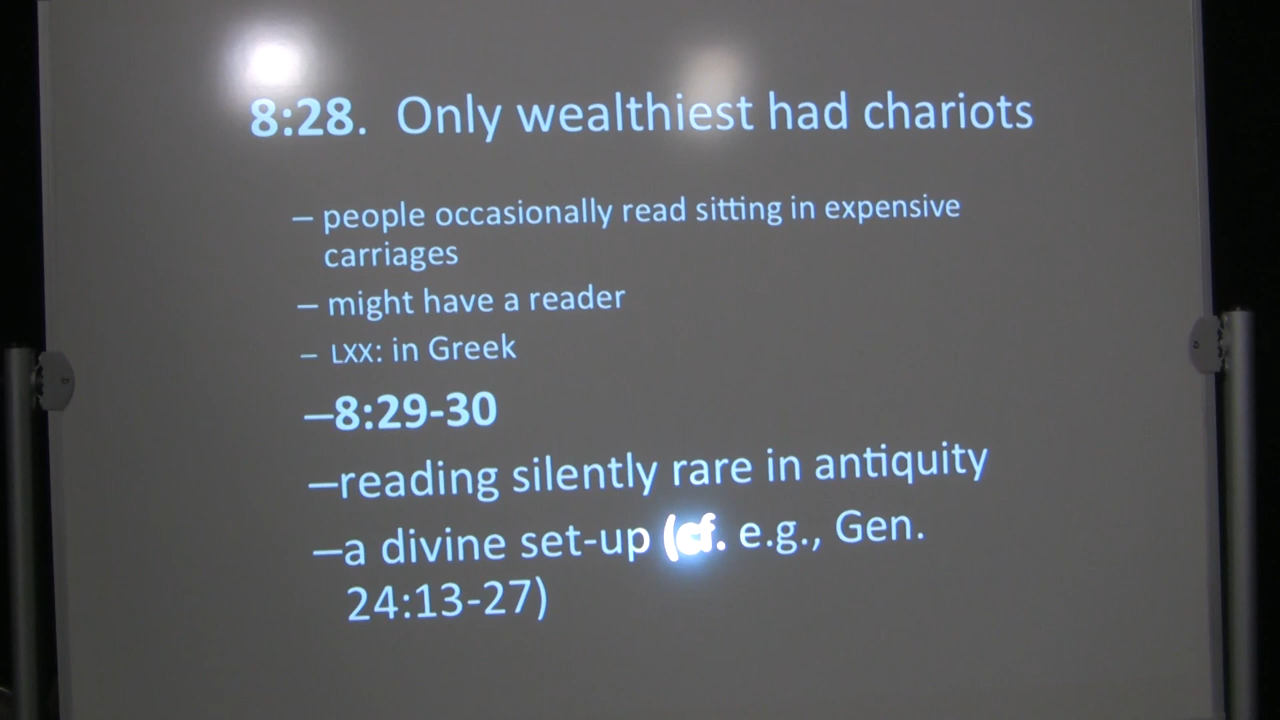 8:28. Only wealthiest had chariots
– people occasionally read sitting in expensive
carriages
– might have a reader
– LXX: in Greek
–8:29-30
–reading silently rare in antiquity
–a divine set-up (cf. e.g., Gen.
24:13-27)